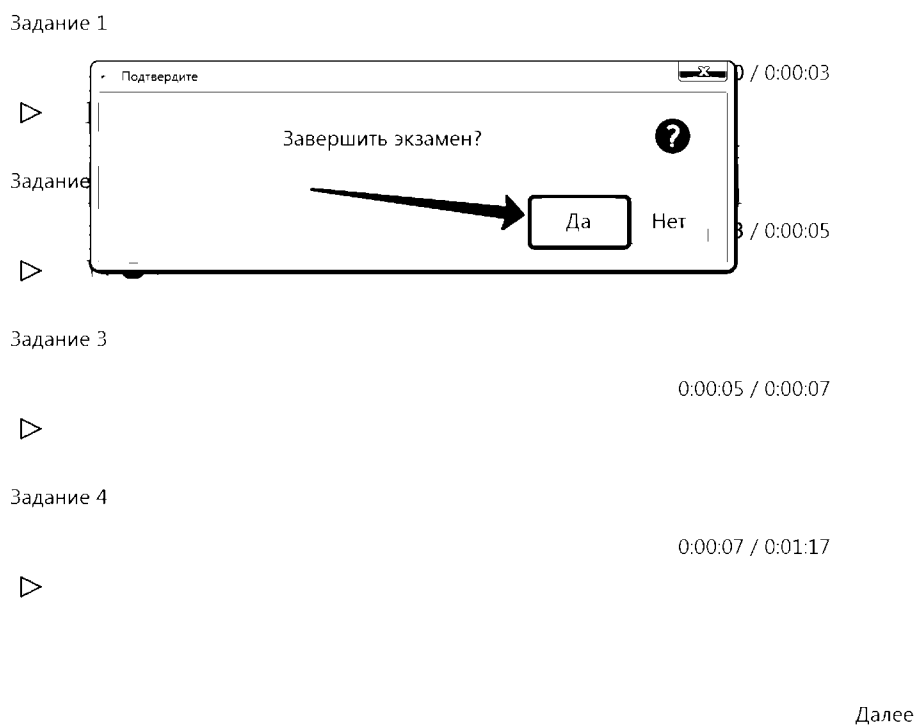 Задание 1
Подтвердите
/ 0:00:03
Завершить экзамен?
Задание
Да
Нет
/ 0:00:05
Задание 3
0:00:05 / 0:00:07
Задание 4
0:00:07 / 0:01:17
Далее